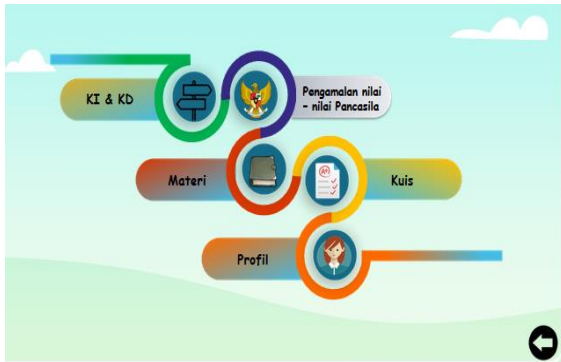 KI & KD
Pengamalan nilai
- nilai Pancasila
Materi
Kuis
Profil